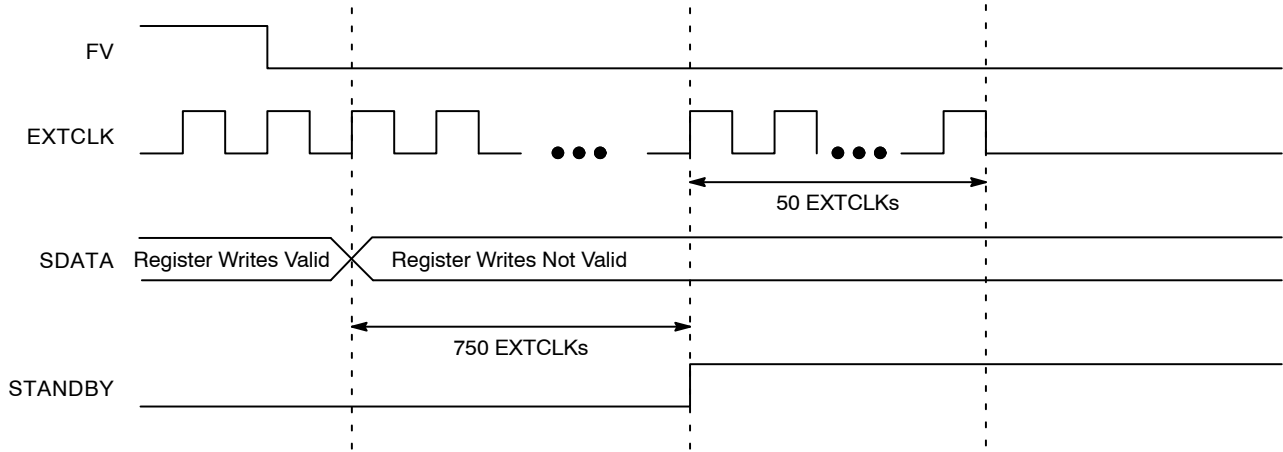 FV
EXTCLK
50 EXTCLKs
SDATA
Register Writes Valid
Register Writes Not Valid
750 EXTCLKs
STANDBY